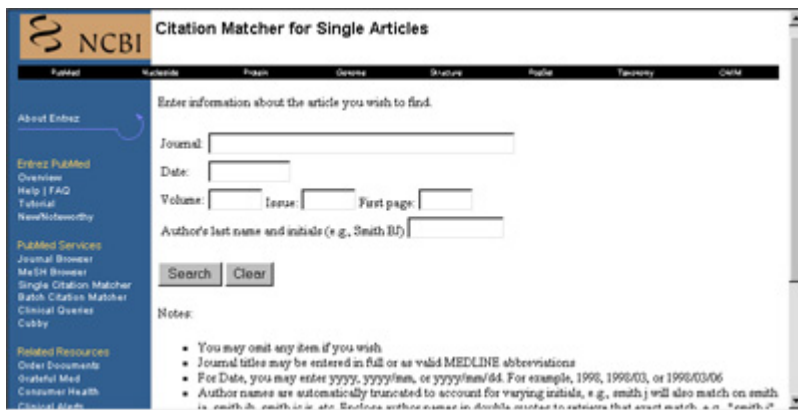 NCBI
Citation Matcher for Single Articles
PubMed Nucleotide Protein Genome Structure PopSet Taxonomy OMIM
Enter information about the article you wish to find.
About Entrez
Journal:
Date:
Volume: Issue: First page:
Author's last name and initials (e.g., Smith BJ)
Search Clear
Entrez PubMed
Overview
Help | FAQ
Tutorial
New/Noteworthy
PubMed Services
Journal Browser
MeSH Browser
Single Citation Matcher
Batch Citation Matcher
Clinical Queries
Cubby
Related Resources
Order Documents
Grateful Med
Consumer Health
Clinical Alerts
Notes:
You may omit any item if you wish
Journal titles may be entered in full or as valid MEDLINE abbreviations
For Date, you may enter yyyy, yyyy/mm, or yyyy/mm/dd. For example, 1998, 1998/03, or 1998/03/06
Author names are automatically truncated to account for varying initials, e.g., smith j will also match on smith